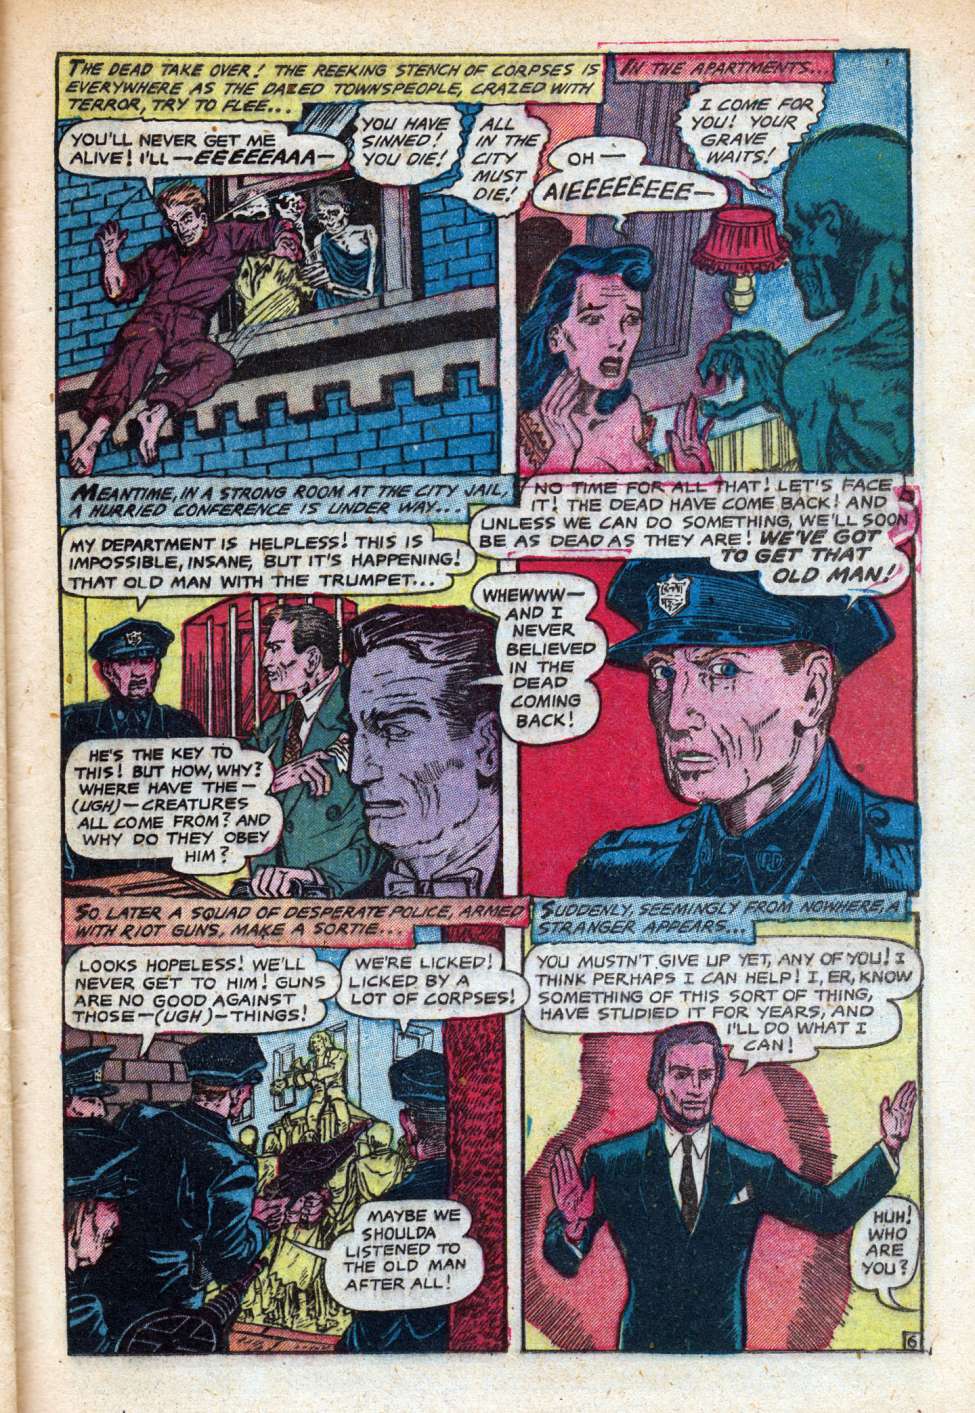 THE DEAD TAKE OVER! THE REEKING STENCH OF CORPSES IS
EVERYWHERE AS THE DAZED TOWNSPEOPLE, CRAZED WITH
TERROR, TRY TO FLEE...
YOU'LL NEVER GET ME
ALIVE! I'LL —EEEEEEAAA—
YOU HAVE
SINNED!
YOU DIE!
ALL
IN THE
CITY
MUST
DIE!
IN THE APARTMENTS...
I COME FOR
YOU! YOUR
GRAVE
WAITS!
OH —
AIEEEEEEEEE—
MEANTIME, IN A STRONG ROOM AT THE CITY JAIL,
A HURRIED CONFERENCE IS UNDER WAY...
MY DEPARTMENT IS HELPLESS! THIS IS
IMPOSSIBLE, INSANE, BUT IT'S HAPPENING!
THAT OLD MAN WITH THE TRUMPET...
HE'S THE KEY TO
THIS! BUT HOW, WHY?
WHERE HAVE THE—
(UGH)—CREATURES
ALL COME FROM? AND
WHY DO THEY OBEY
HIM?
WHEWWW—
AND I
NEVER
BELIEVED
IN THE
DEAD
COMING
BACK!
NO TIME FOR ALL THAT! LET'S FACE
IT! THE DEAD HAVE COME BACK! AND
UNLESS WE CAN DO SOMETHING, WE'LL SOON
BE AS DEAD AS THEY ARE! WE'VE GOT
TO GET THAT
OLD MAN!
SO, LATER A SQUAD OF DESPERATE POLICE, ARMED
WITH RIOT GUNS, MAKE A SORTIE...
LOOKS HOPELESS! WE'LL
NEVER GET TO HIM! GUNS
ARE NO GOOD AGAINST
THOSE—(UGH)—THINGS!
WE'RE LICKED!
LICKED BY A
LOT OF CORPSES!
MAYBE WE
SHOULDA
LISTENED TO
THE OLD MAN
AFTER ALL!
SUDDENLY, SEEMINGLY FROM NOWHERE, A
STRANGER APPEARS...
YOU MUSTN'T GIVE UP YET, ANY OF YOU! I
THINK PERHAPS I CAN HELP! I, ER, KNOW
SOMETHING OF THIS SORT OF THING,
HAVE STUDIED IT FOR YEARS, AND
I'LL DO WHAT I
CAN!
HUH!
WHO
ARE
YOU?
6